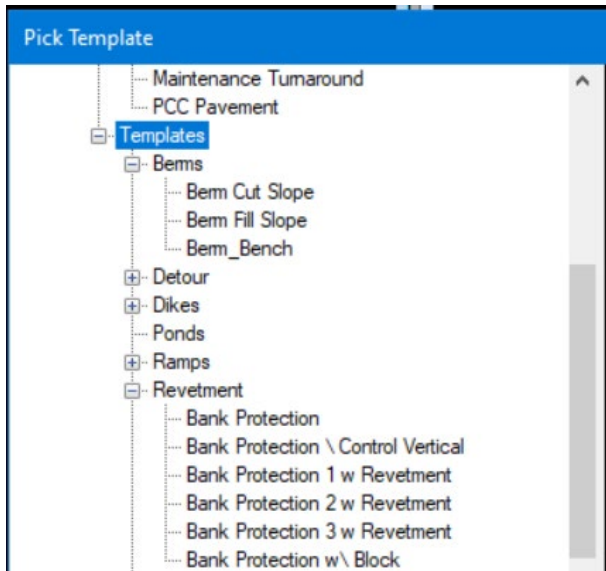 Pick Template
Maintenance Turnaround
PCC Pavement
Templates
Berms
Berm Cut Slope
Berm Fill Slope
Berm_Bench
Detour
Dikes
Ponds
Ramps
Revetment
Bank Protection
Bank Protection \ Control Vertical
Bank Protection 1 w Revetment
Bank Protection 2 w Revetment
Bank Protection 3 w Revetment
Bank Protection w\ Block